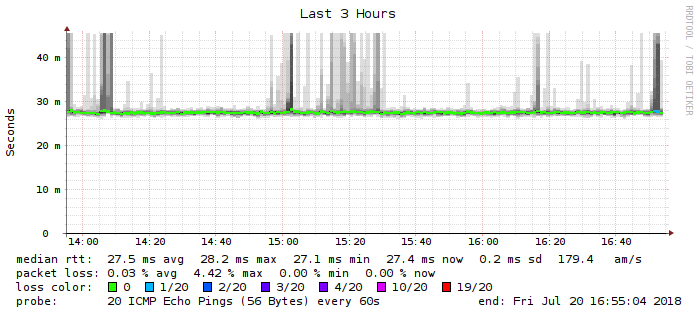 Last 3 Hours
RRDTOOL / TOBI OETIKER
Seconds
40 m
30 m
20 m
10 m
0
14:00 14:20 14:40 15:00 15:20 15:40 16:00 16:20 16:40
median rtt: 27.5 ms avg 28.2 ms max 27.1 ms min 27.4 ms now 0.2 ms sd 179.4 am/s
packet loss: 0.03 % avg 4.42 % max 0.00 % min 0.00 % now
loss color: 0 1/20 2/20 3/20 4/20 10/20 19/20
probe: 20 ICMP Echo Pings (56 Bytes) every 60s end: Fri Jul 20 16:55:04 2018